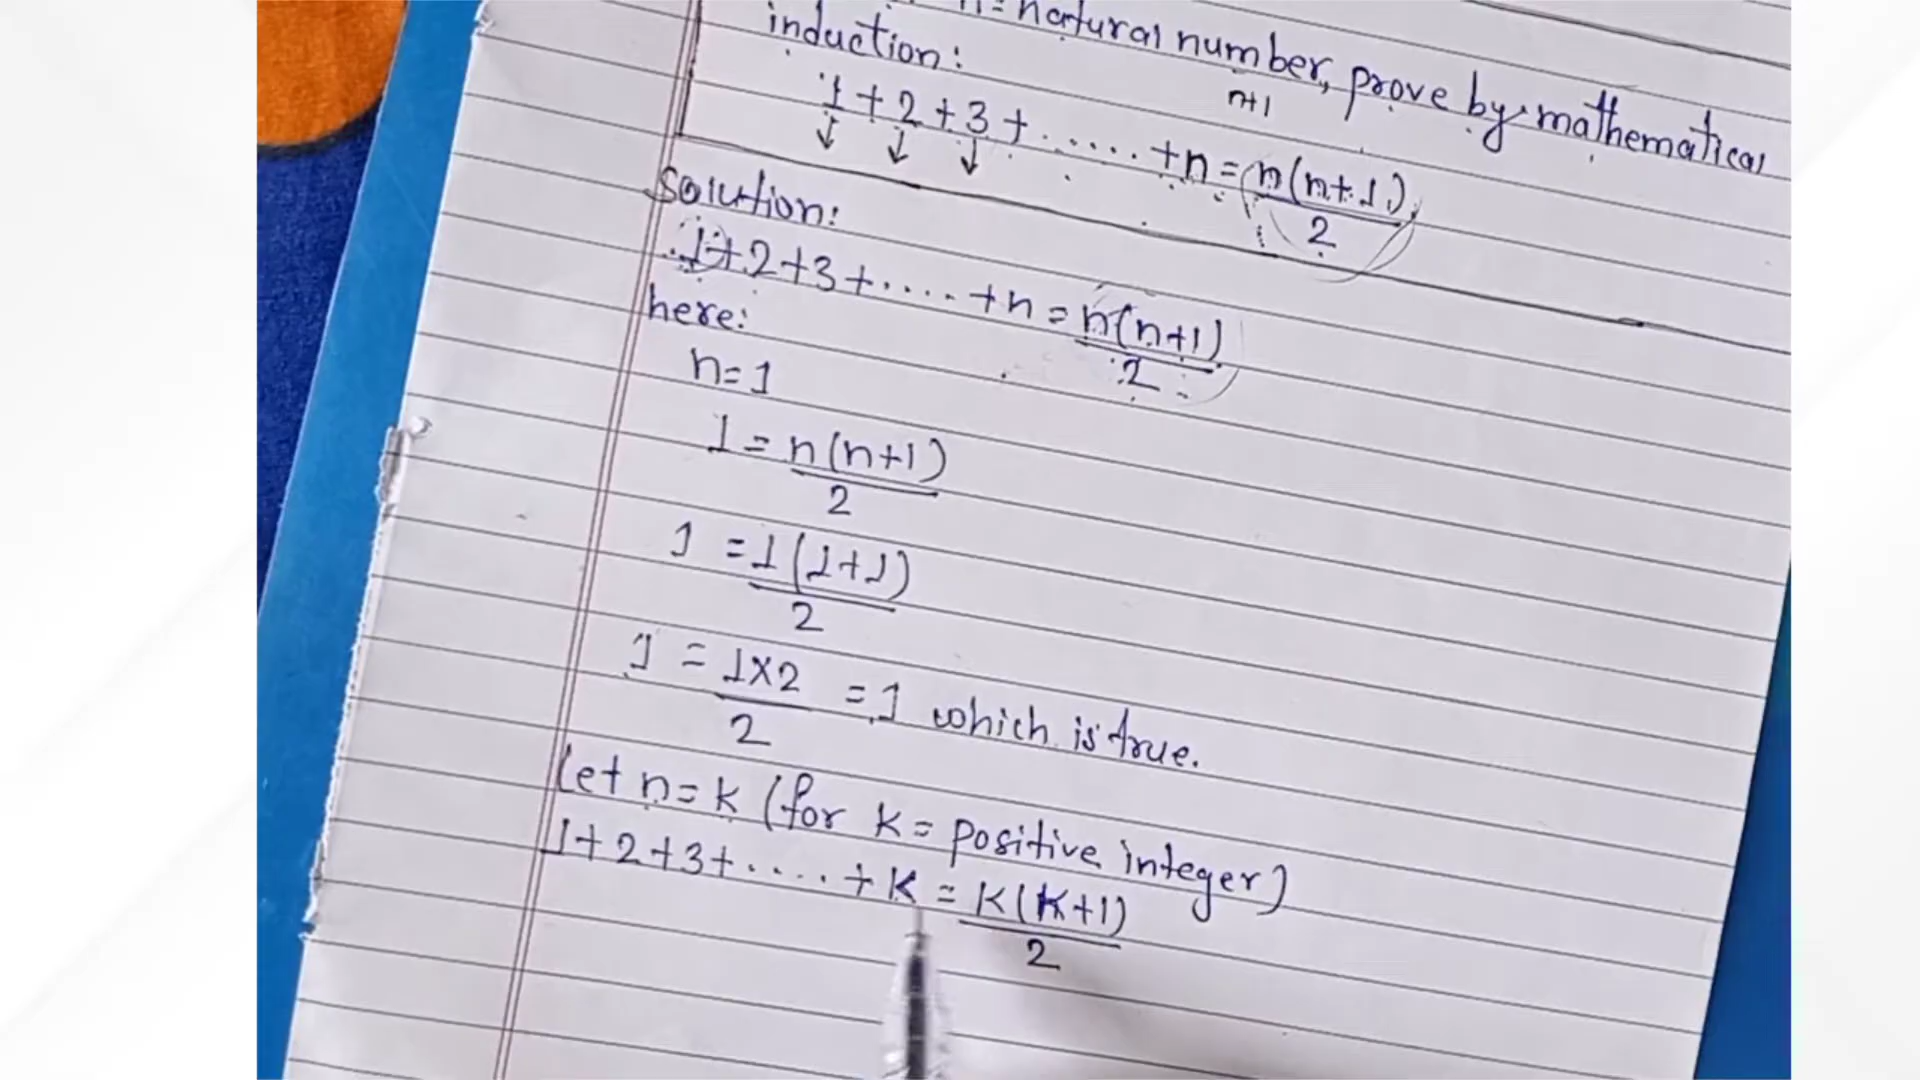 n = natural number, prove by mathematical
induction:
n+1
1 + 2 + 3 + ..... + n = n(n+1)
2
Solution:
1 + 2 + 3 + .... + n = n(n+1)
2
here:
n = 1
1 = n(n+1)
2
1 = 1(1+1)
2
1 = 1×2 = 1 which is true.
2
Let n = k (for k = positive integer)
1 + 2 + 3 + ..... + k = k(k+1)
2